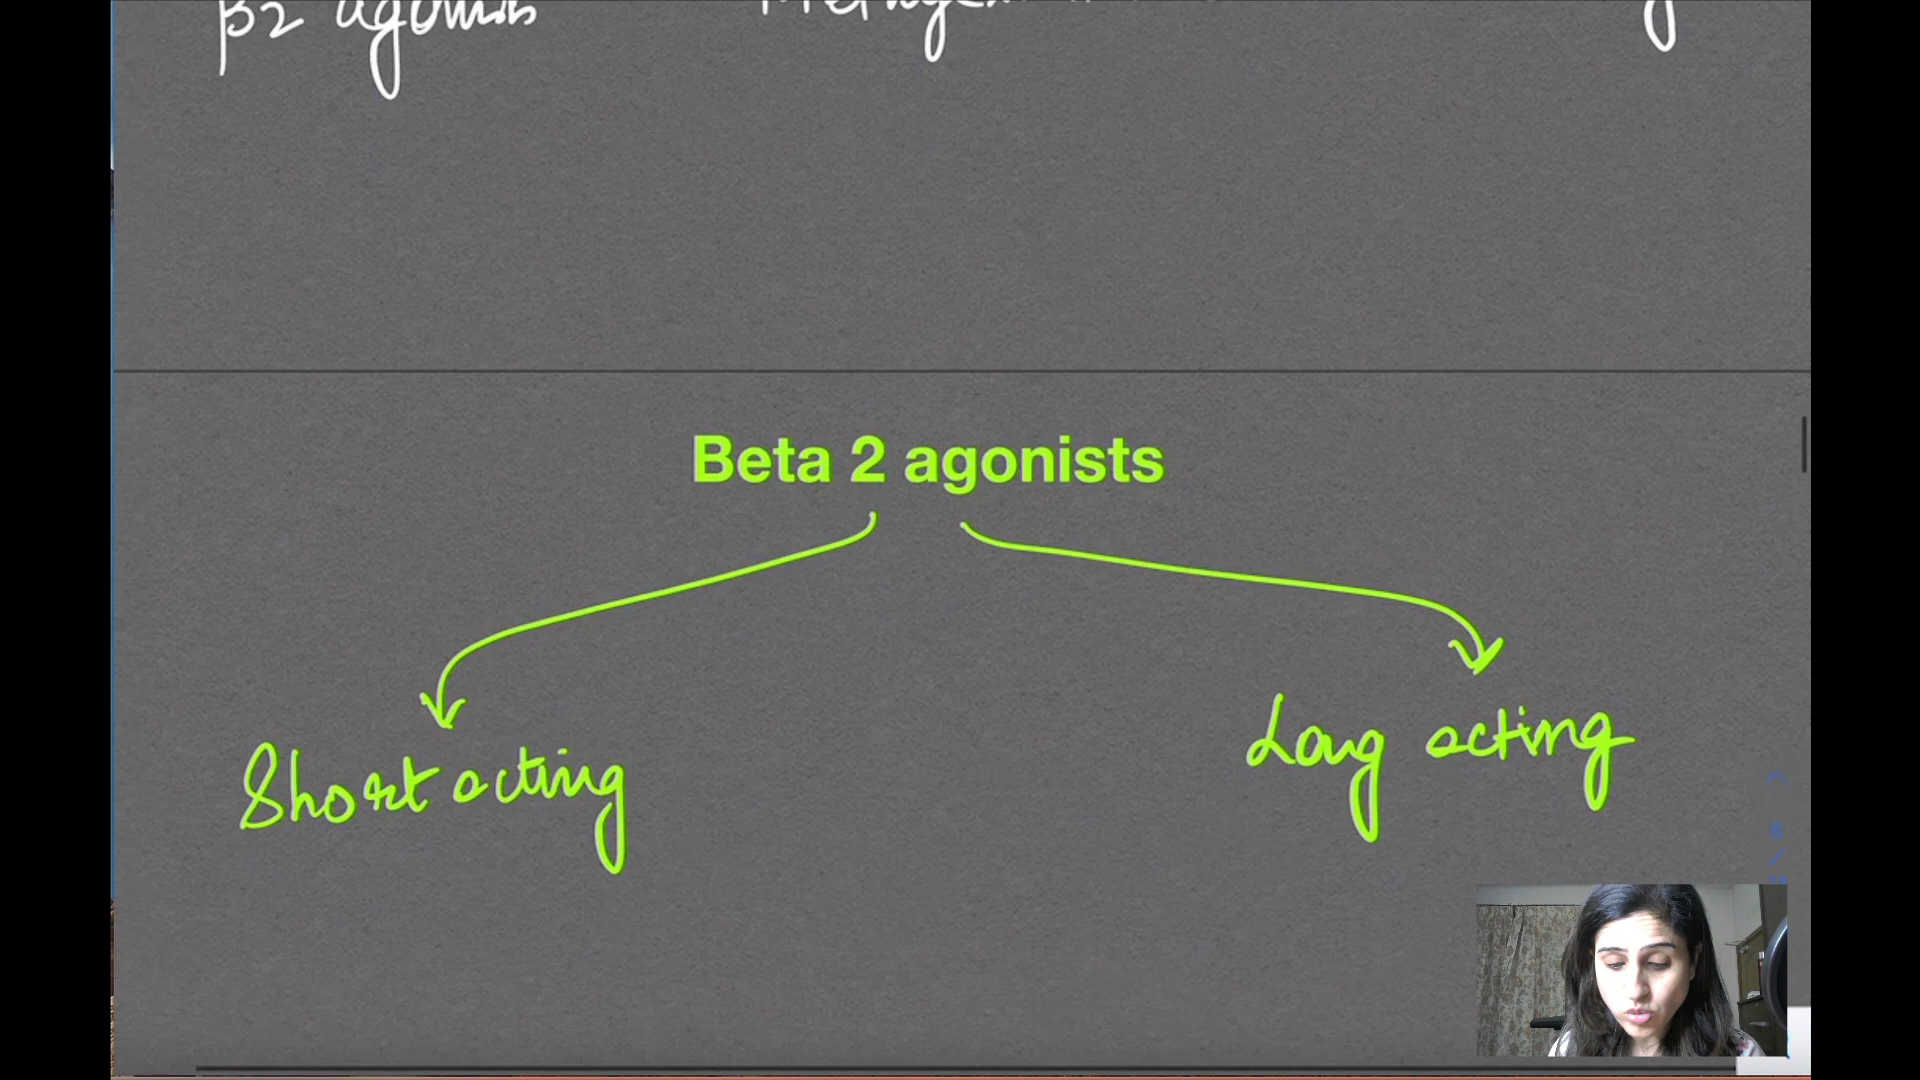 β2 agonists
Beta 2 agonists
Short acting
Long acting